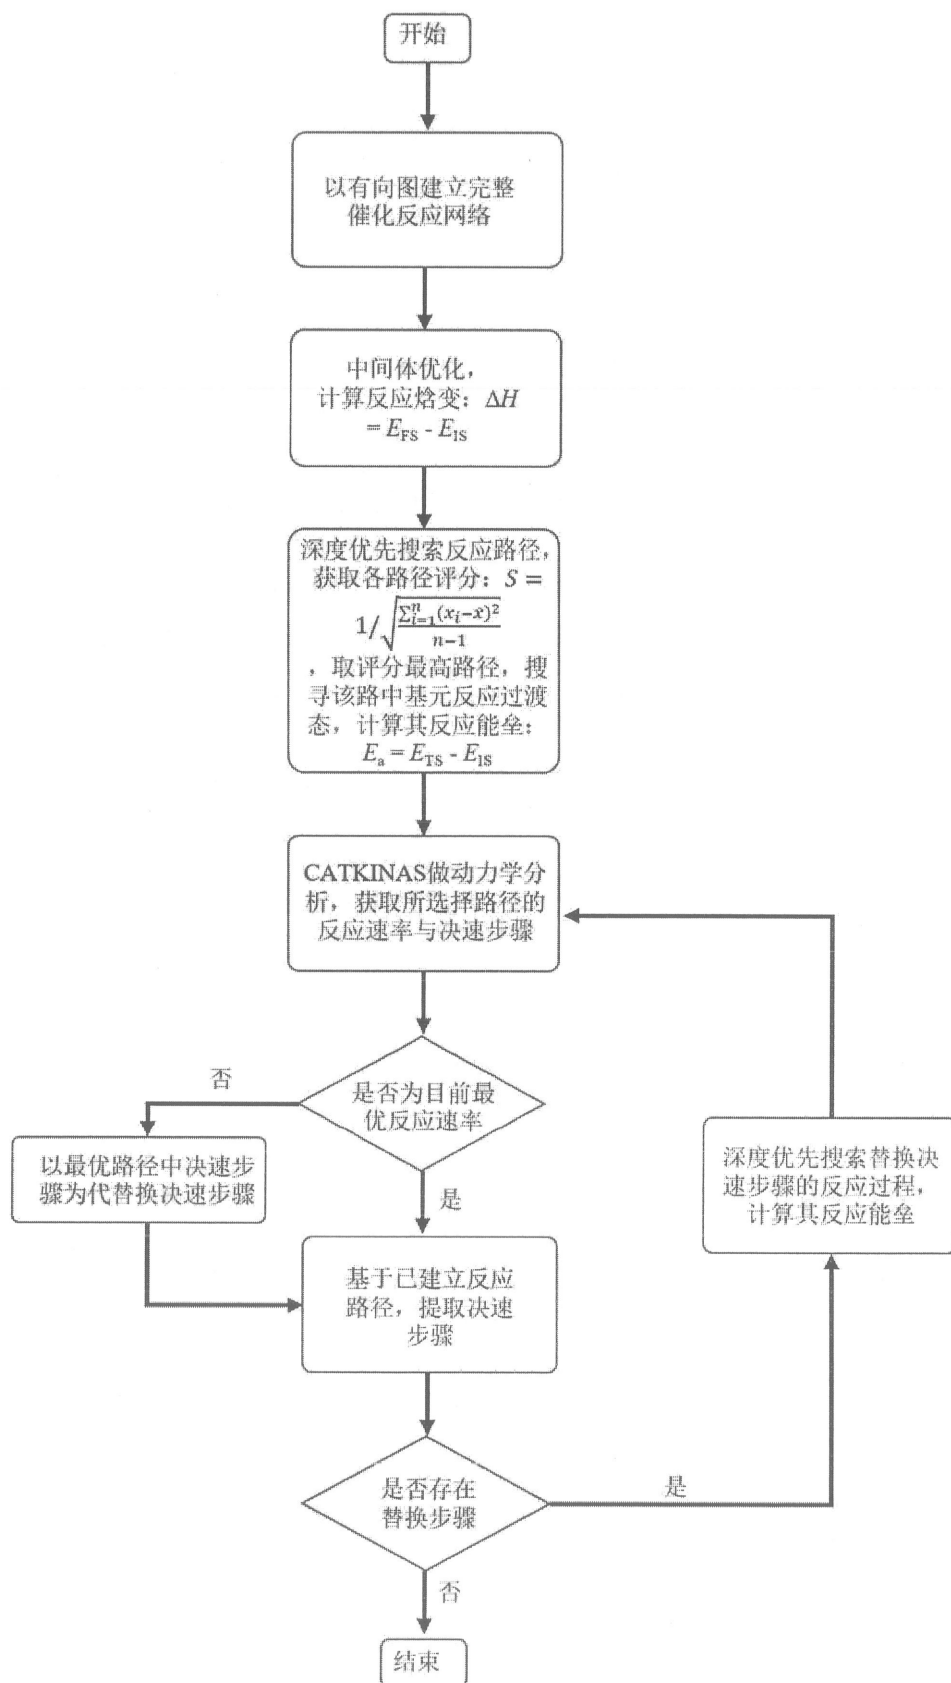 开始
以有向图建立完整
催化反应网络
中间体优化，
计算反应焓变：ΔH
= E_FS - E_IS
深度优先搜索反应路径，
获取各路径评分：S =
1/√(∑_{i=1}^{n}(x_i-x̄)²/(n-1))
，取评分最高路径，搜
寻该路中基元反应过渡
态，计算其反应能垒：
E_a = E_TS - E_IS
CATKINAS做动力学分
析，获取所选择路径的
反应速率与决速步骤
是否为目前最
优反应速率
否
以最优路径中决速步
骤为代替换决速步骤
是
深度优先搜索替换决
速步骤的反应过程，
计算其反应能垒
基于已建立反应
路径，提取决速
步骤
是否存在
替换步骤
是
否
结束